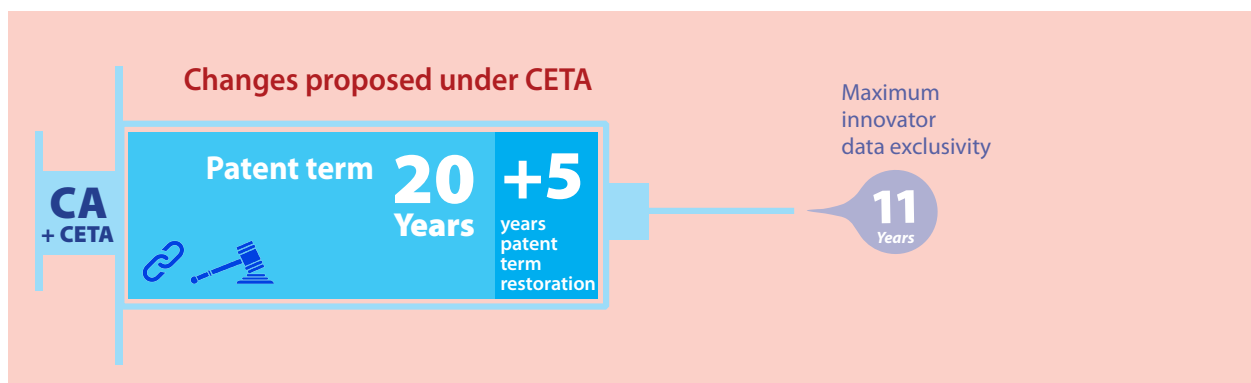 Changes proposed under CETA
Maximum
innovator
data exclusivity
CA
+ CETA
Patent term
20
Years
+5
years
patent
term
restoration
11
Years